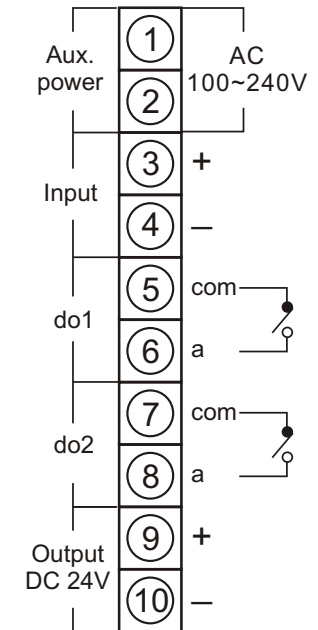 Aux.
power
1
AC
100~240V
2
Input
3
+
4
–
do1
5
com
6
a
do2
7
com
8
a
Output
DC 24V
9
+
10
–